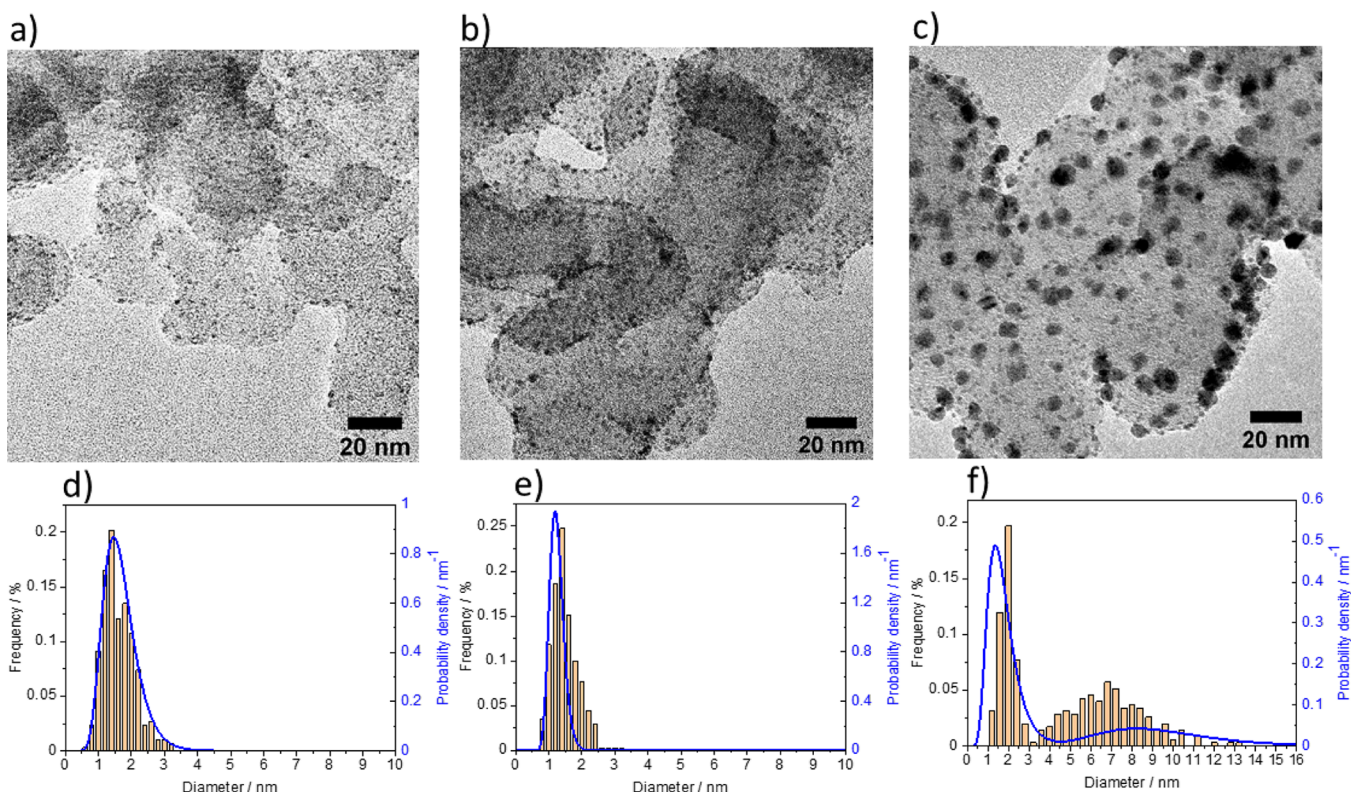 a)
b)
c)
20 nm
20 nm
20 nm
d)
e)
f)
Frequency / %
0.2
0.15
0.1
0.05
0
0 1 2 3 4 5 6 7 8 9 10
Diameter / nm
1
0.8
0.6
0.4
0.2
0
Probability density / nm-1
Frequency / %
0.25
0.2
0.15
0.1
0.05
0
0 1 2 3 4 5 6 7 8 9 10
Diameter / nm
2
1.6
1.2
0.8
0.4
0
Probability density / nm-1
Frequency / %
0.2
0.15
0.1
0.05
0
0 1 2 3 4 5 6 7 8 9 10 11 12 13 14 15 16
Diameter / nm
0.6
0.5
0.4
0.3
0.2
0.1
0
Probability density / nm-1